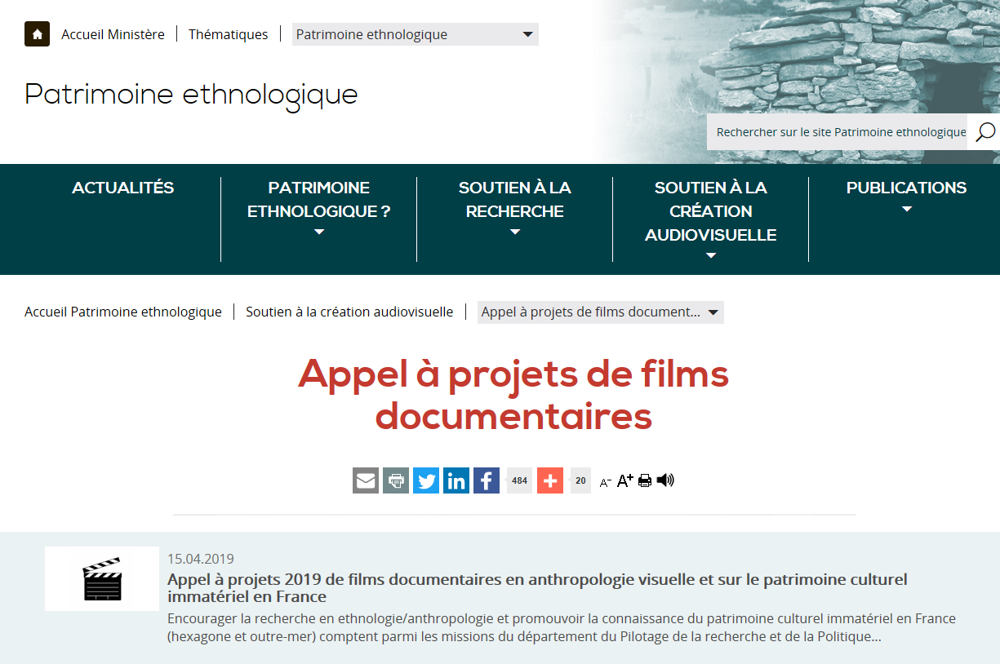 Accueil Ministère
Thématiques
Patrimoine ethnologique
Patrimoine ethnologique
Rechercher sur le site Patrimoine ethnologique
ACTUALITÉS
PATRIMOINE
ETHNOLOGIQUE ?
SOUTIEN À LA
RECHERCHE
SOUTIEN À LA
CRÉATION
AUDIOVISUELLE
PUBLICATIONS
Accueil Patrimoine ethnologique
Soutien à la création audiovisuelle
Appel à projets de films document...
Appel à projets de films
documentaires
484
20
A-
A+
15.04.2019
Appel à projets 2019 de films documentaires en anthropologie visuelle et sur le patrimoine culturel
immatériel en France
Encourager la recherche en ethnologie/anthropologie et promouvoir la connaissance du patrimoine culturel immatériel en France
(hexagone et outre-mer) comptent parmi les missions du département du Pilotage de la recherche et de la Politique...